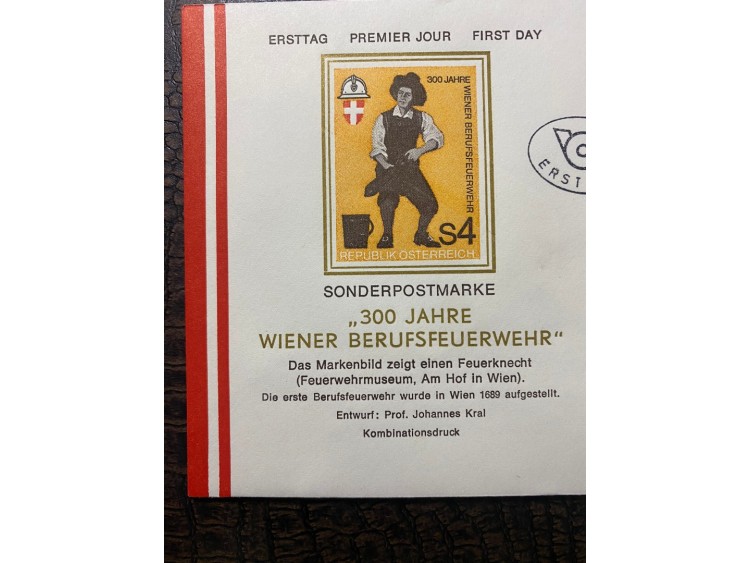 ERSTTAG PREMIER JOUR FIRST DAY
300 JAHRE
WIENER BERUFSFEUERWEHR
S4
REPUBLIK ÖSTERREICH
ERST
SONDERPOSTMARKE
„300 JAHRE
WIENER BERUFSFEUERWEHR“
Das Markenbild zeigt einen Feuerknecht
(Feuerwehrmuseum, Am Hof in Wien).
Die erste Berufsfeuerwehr wurde in Wien 1689 aufgestellt.
Entwurf: Prof. Johannes Kral
Kombinationsdruck